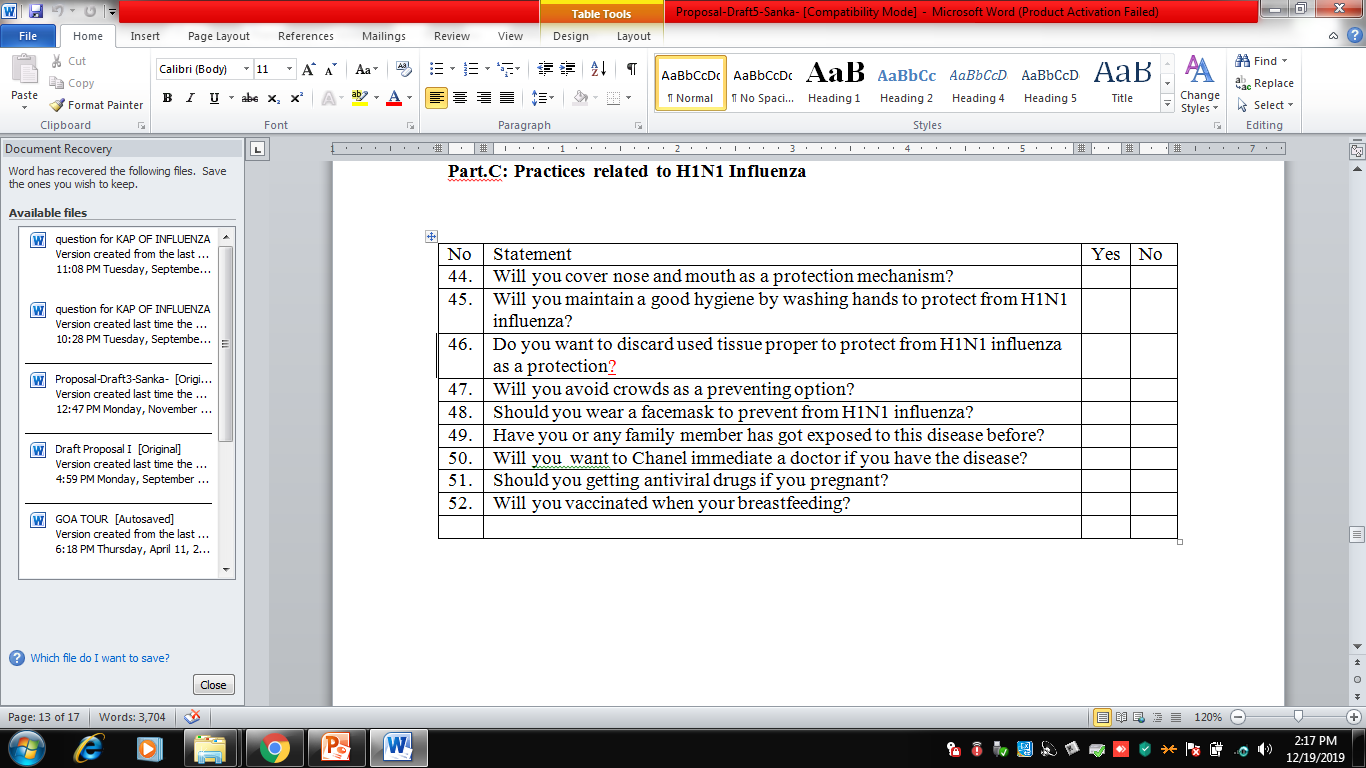 Table Tools
Proposal-Draft5-Sanka- [Compatibility Mode] - Microsoft Word (Product Activation Failed)
File Home Insert Page Layout References Mailings Review View Design Layout
Paste
Cut
Copy
Format Painter
Clipboard
Calibri (Body) 11
Font
Paragraph
AaBbCcDc AaBbCcDc AaB AaBbCc AaBbCcD AaBbCcD AaB
¶ Normal ¶ No Spaci... Heading 1 Heading 2 Heading 4 Heading 5 Title
Styles
Change
Styles
Find
Replace
Select
Editing
Document Recovery
Word has recovered the following files. Save
the ones you wish to keep.
Available files
question for KAP OF INFLUENZA
Version created from the last ...
11:08 PM Tuesday, Septembe...
question for KAP OF INFLUENZA
Version created last time the ...
10:28 PM Tuesday, Septembe...
Proposal-Draft3-Sanka- [Origi...
Version created last time the ...
12:47 PM Monday, November ...
Draft Proposal I [Original]
Version created last time the ...
4:59 PM Monday, September ...
GOA TOUR [Autosaved]
Version created from the last ...
6:18 PM Thursday, April 11, 2...
Which file do I want to save?
Close
1 1 2 3 4 5 7
Part.C: Practices related to H1N1 Influenza
No Statement Yes No
44. Will you cover nose and mouth as a protection mechanism?
45. Will you maintain a good hygiene by washing hands to protect from H1N1
influenza?
46. Do you want to discard used tissue proper to protect from H1N1 influenza
as a protection?
47. Will you avoid crowds as a preventing option?
48. Should you wear a facemask to prevent from H1N1 influenza?
49. Have you or any family member has got exposed to this disease before?
50. Will you want to Chanel immediate a doctor if you have the disease?
51. Should you getting antiviral drugs if you pregnant?
52. Will you vaccinated when your breastfeeding?
Page: 13 of 17 Words: 3,704 120%
2:17 PM
12/19/2019